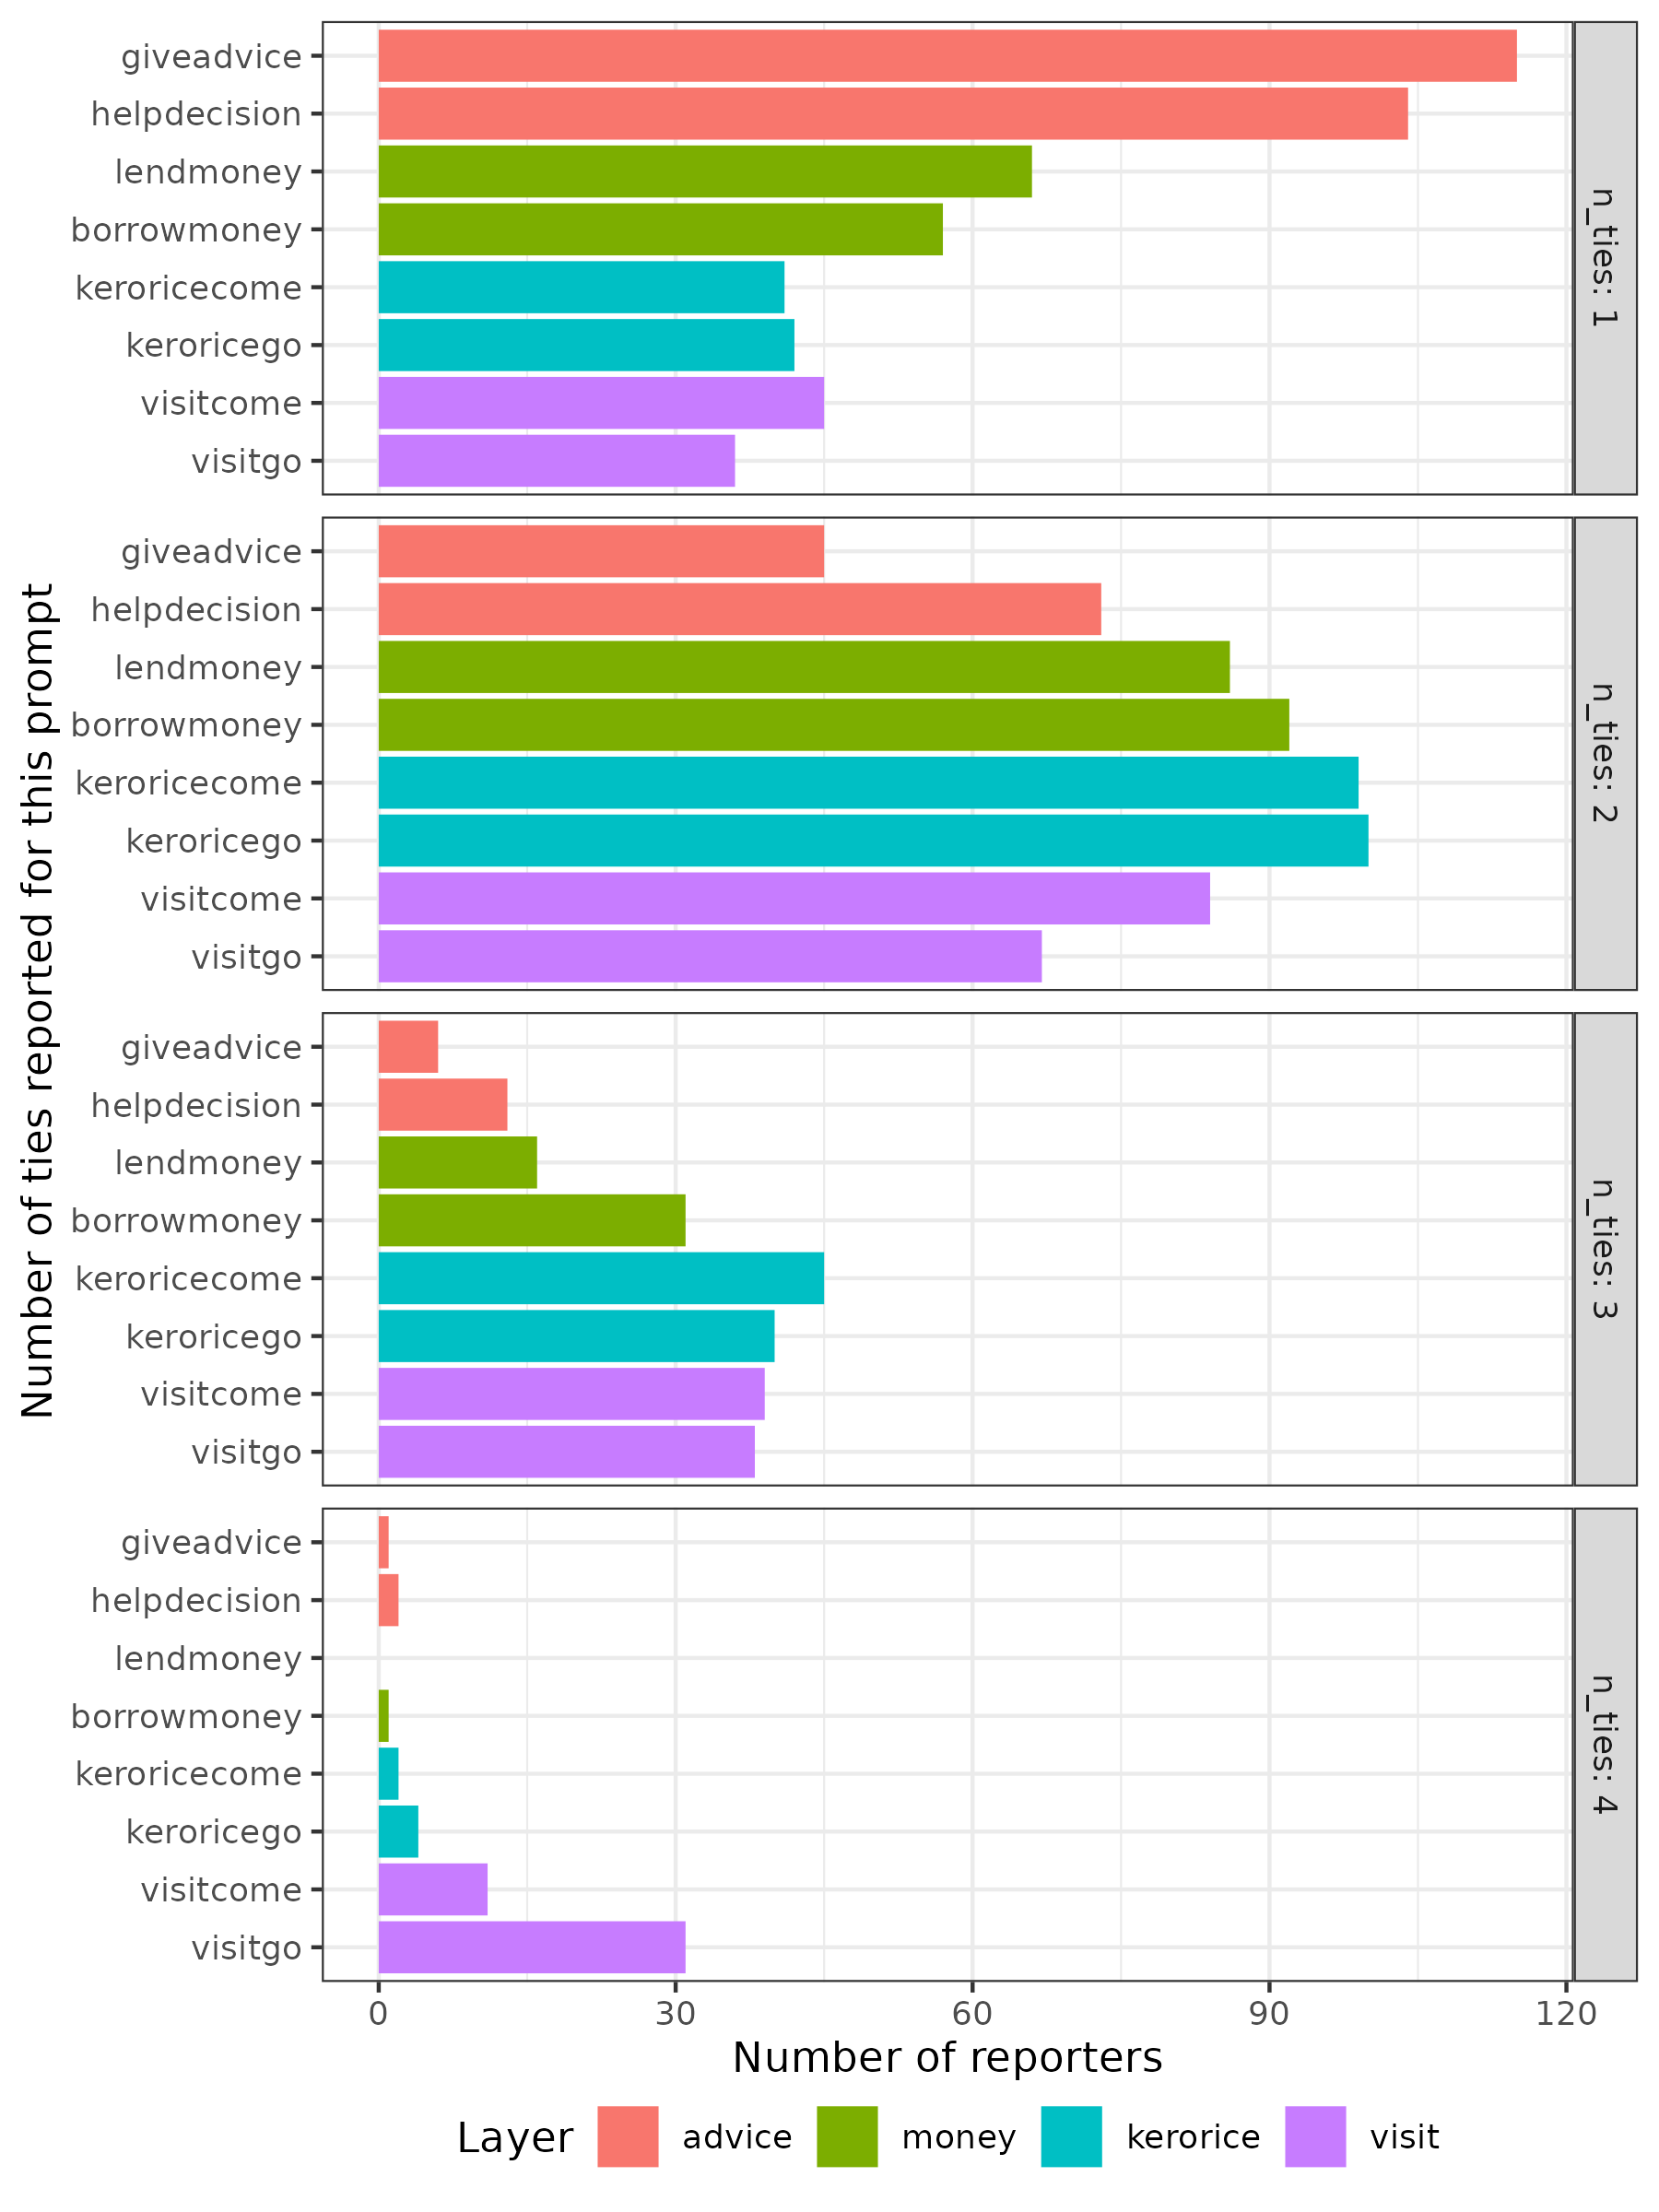 giveadvice
helpdecision
lendmoney
borrowmoney
keroricecome
keroricego
visitcome
visitgo
n_ties: 1
giveadvice
helpdecision
lendmoney
borrowmoney
keroricecome
keroricego
visitcome
visitgo
n_ties: 2
giveadvice
helpdecision
lendmoney
borrowmoney
keroricecome
keroricego
visitcome
visitgo
n_ties: 3
giveadvice
helpdecision
lendmoney
borrowmoney
keroricecome
keroricego
visitcome
visitgo
n_ties: 4
Number of ties reported for this prompt
0 30 60 90 120
Number of reporters
Layer advice money kerorice visit